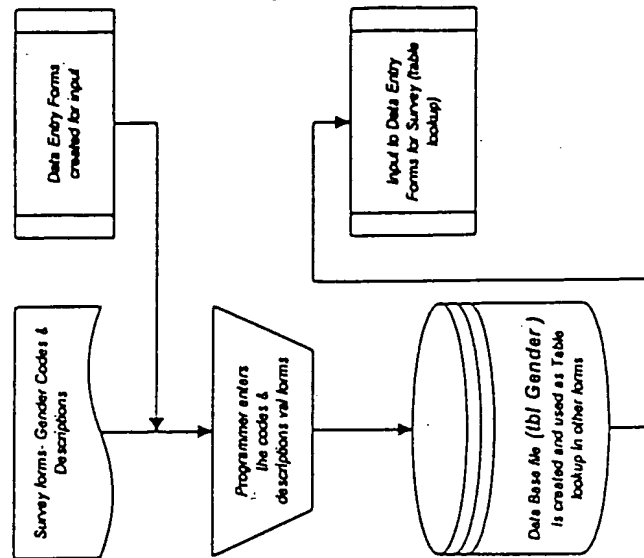 Data Entry Forms
created for input
Survey forms- Gender Codes &
Descriptions
Programmer enters
the codes &
descriptions val forms
Data Base file (tbl Gender)
is created and used as Table
lookup in other forms
Input to Data Entry
Forms for Survey (table
lookup)